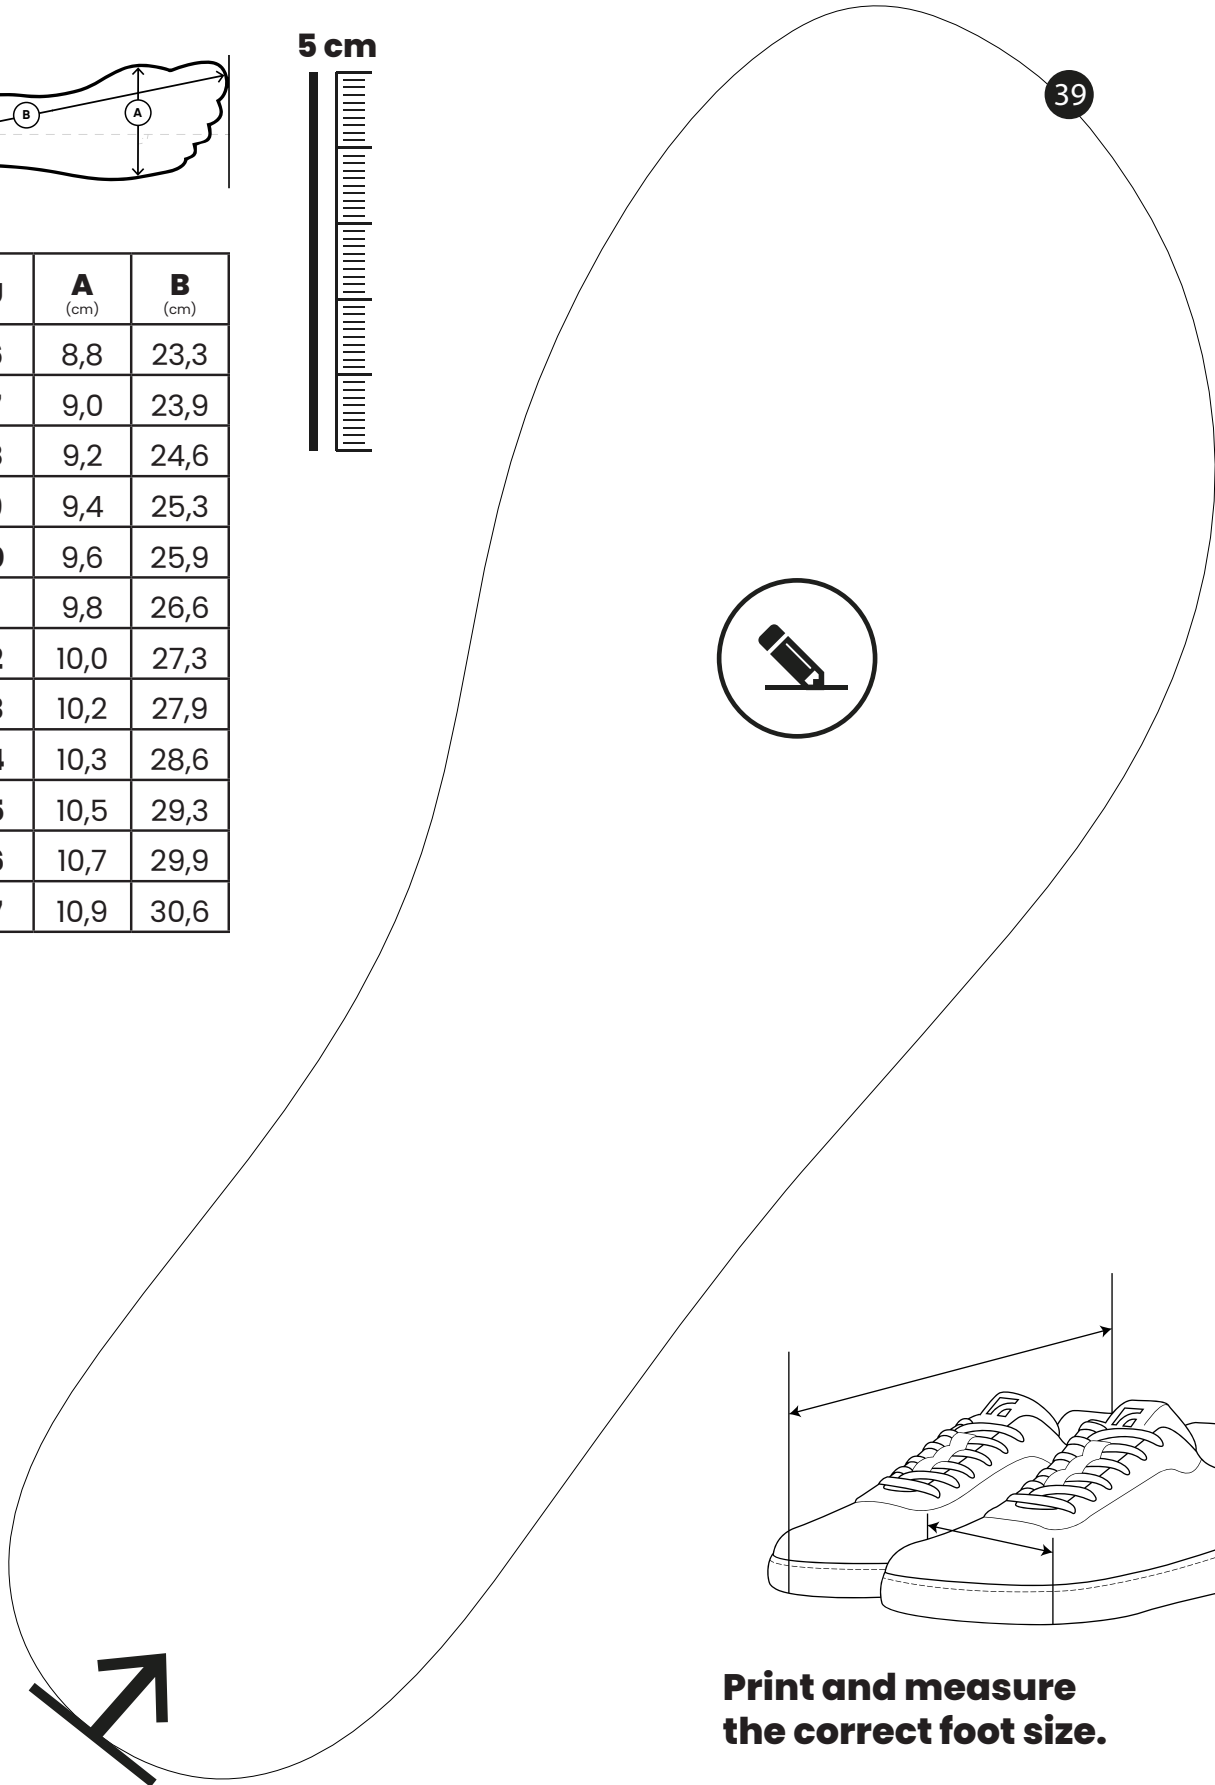 5 cm
39
B
A
A B
(cm) (cm)
8,8 23,3
9,0 23,9
9,2 24,6
9,4 25,3
9,6 25,9
9,8 26,6
10,0 27,3
10,2 27,9
10,3 28,6
10,5 29,3
10,7 29,9
10,9 30,6
Print and measure
the correct foot size.